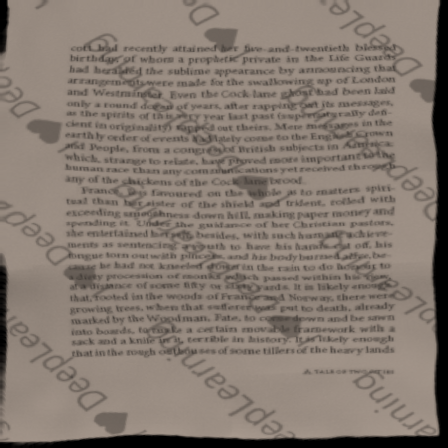 cott had recently attained her five-and-twentieth blessed
birthday, of whom a prophetic private in the Life Guards
had heralded the sublime appearance by announcing that
arrangements were made for the swallowing up of London
and Westminster. Even the Cock-lane ghost had been laid
only a round dozen of years, after rapping out its messages,
as the spirits of this very year last past (supernaturally defi-
cient in originality) rapped out theirs. Mere messages in the
earthly order of events had lately come to the English Crown
and People, from a congress of British subjects in America:
which, strange to relate, have proved more important to the
human race than any communications yet received through
any of the chickens of the Cock-lane brood.
France, less favoured on the whole as to matters spiri-
tual than her sister of the shield and trident, rolled with
exceeding smoothness down hill, making paper money and
spending it. Under the guidance of her Christian pastors,
she entertained herself, besides, with such humane achieve-
ments as sentencing a youth to have his hands cut off, his
tongue torn out with pincers, and his body burned alive, be-
cause he had not kneeled down in the rain to do honour to
a dirty procession of monks which passed within his view,
at a distance of some fifty or sixty yards. It is likely enough
that, rooted in the woods of France and Norway, there were
growing trees, when that sufferer was put to death, already
marked by the Woodman, Fate, to come down and be sawn
into boards, to make a certain movable framework with a
sack and a knife in it, terrible in history. It is likely enough
that in the rough outhouses of some tillers of the heavy lands
A TALE OF TWO CITIES
DeepLearning